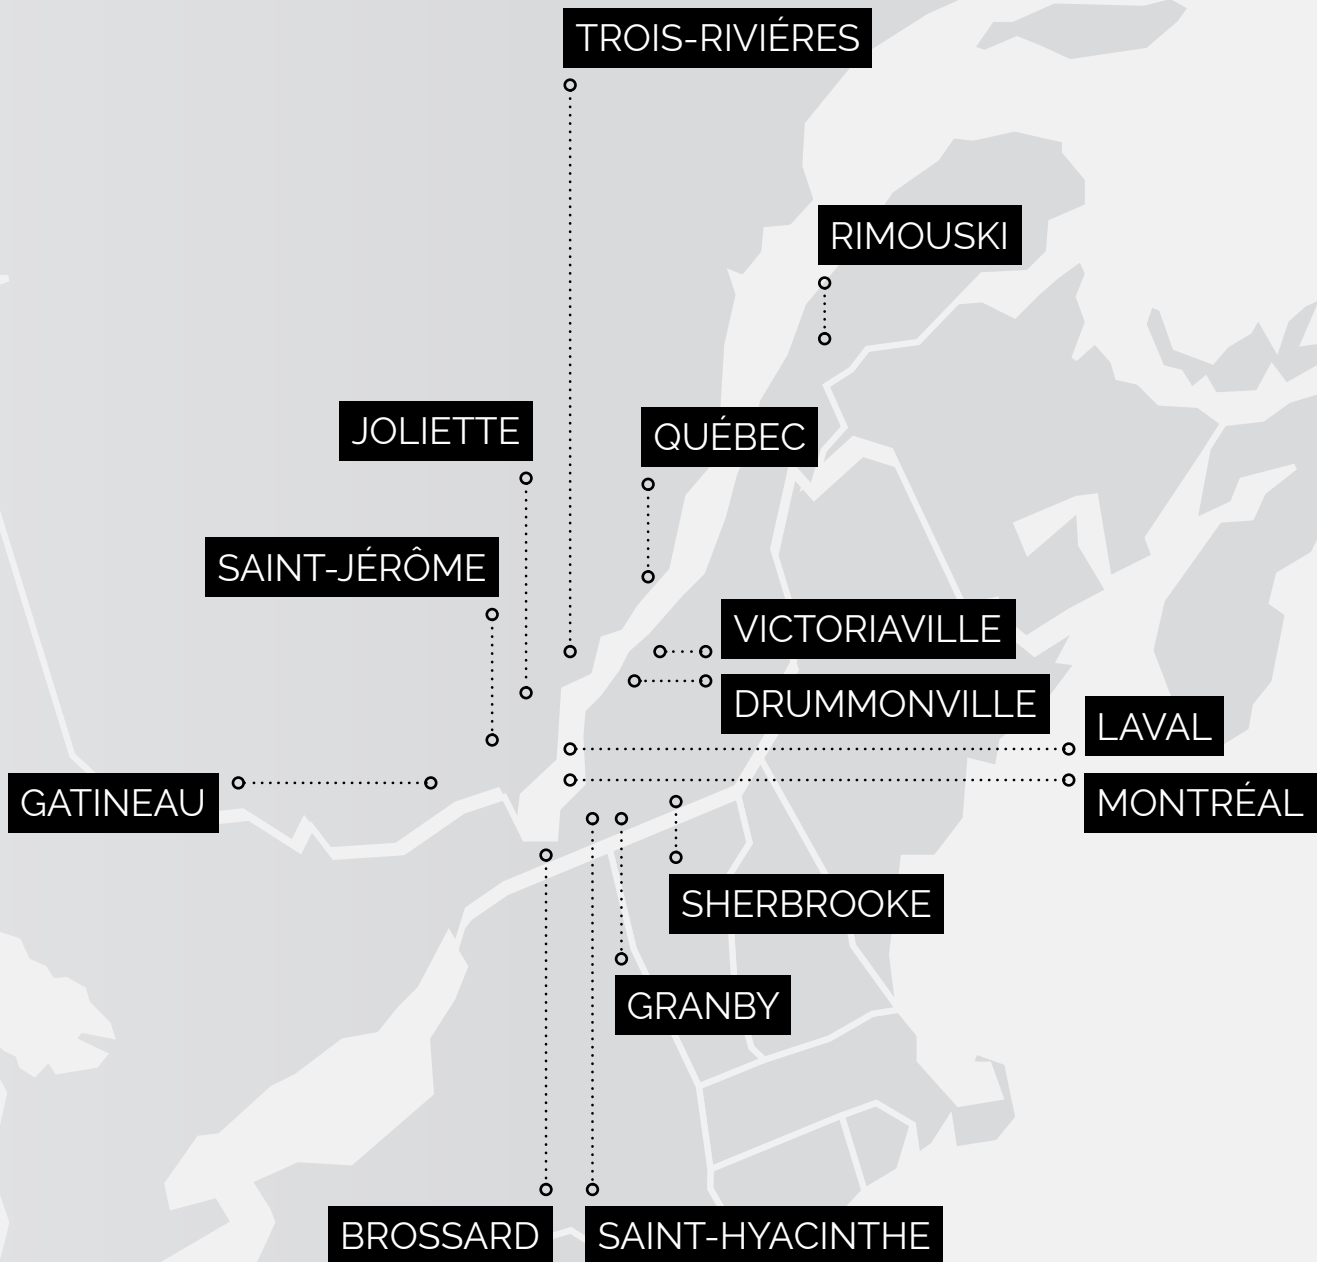 TROIS-RIVIÉRES
RIMOUSKI
JOLIETTE
QUÉBEC
SAINT-JÉRÔME
VICTORIAVILLE
DRUMMONVILLE
LAVAL
GATINEAU
MONTRÉAL
SHERBROOKE
GRANBY
BROSSARD
SAINT-HYACINTHE